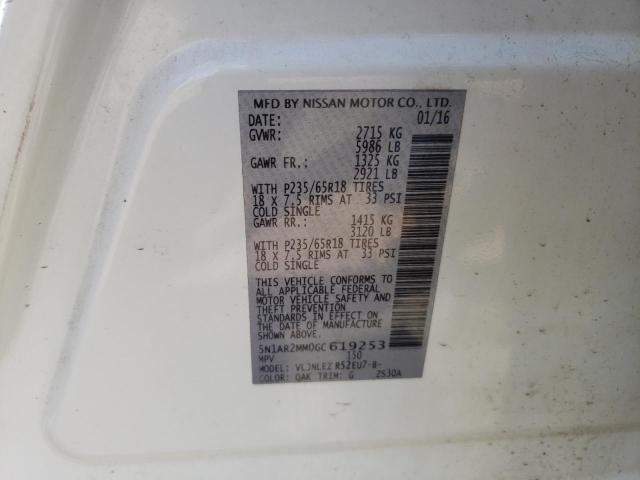 MFD BY NISSAN MOTOR CO., LTD.
DATE: 01/16
GVWR: 2715 KG
5986 LB
GAWR FR.: 1325 KG
2921 LB
WITH P235/65R18 TIRES
18 X 7.5 RIMS AT 33 PSI
COLD SINGLE
GAWR RR.: 1415 KG
3120 LB
WITH P235/65R18 TIRES
18 X 7.5 RIMS AT 33 PSI
COLD SINGLE
THIS VEHICLE CONFORMS TO
ALL APPLICABLE FEDERAL
MOTOR VEHICLE SAFETY AND
THEFT PREVENTION
STANDARDS IN EFFECT ON
THE DATE OF MANUFACTURE
SHOWN ABOVE.
5N1AR2MM0GC619253
MPV 150
MODEL: VLJNLEZ R52EU7-B-
COLOR: QAK TRIM: G ZS30A